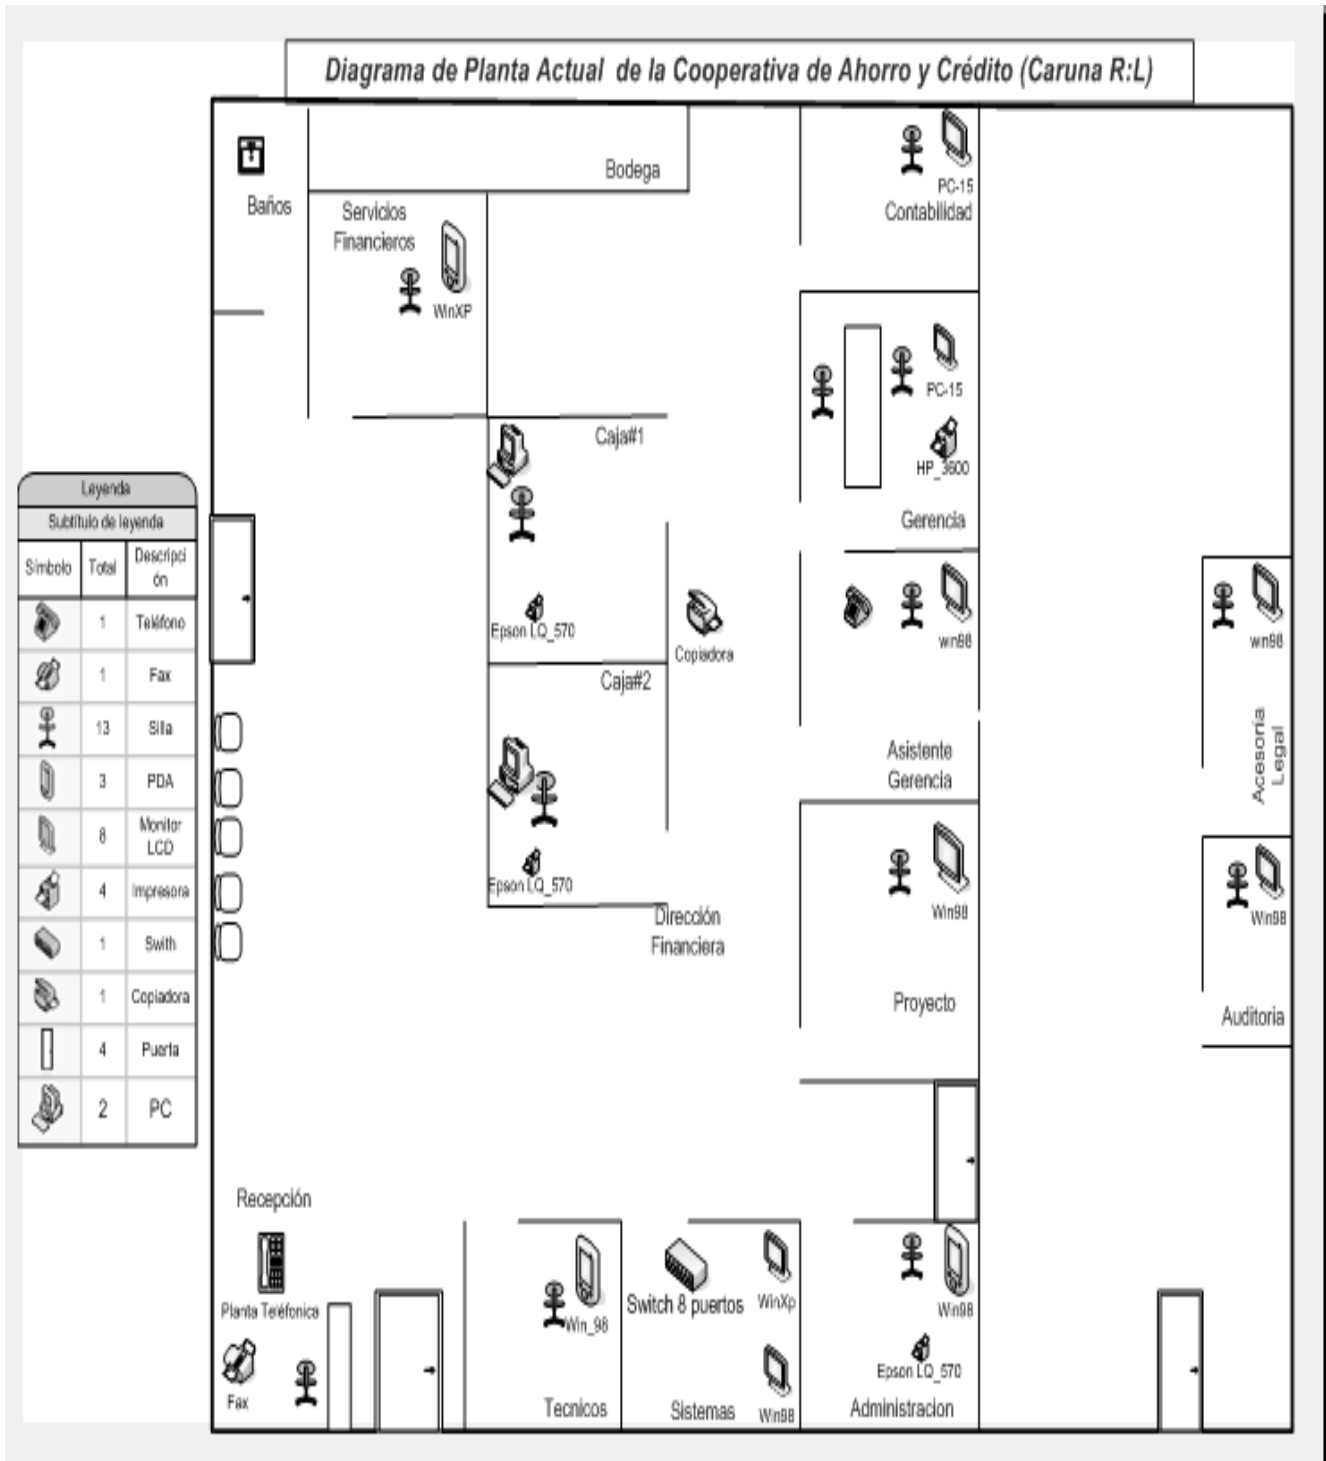 Diagrama de Planta Actual de la Cooperativa de Ahorro y Crédito (Caruna R:L)
Baños
Bodega
Servicios
Financieros
WinXP
PC-15
Contabilidad
Caja#1
Epson LQ_570
Caja#2
Epson LQ_570
Copiadora
PC-15
HP_3600
Gerencia
win98
Asistente
Gerencia
win98
Acesoria
Legal
Win98
Proyecto
Win98
Auditoria
Dirección
Financiera
Leyenda
Subtítulo de leyenda
Símbolo Total Descripci
ón
1 Teléfono
1 Fax
13 Silla
3 PDA
8 Monitor
LCD
4 Impresora
1 Swith
1 Copiadora
4 Puerta
2 PC
Recepción
Planta Teléfonica
Fax
Win_98
Tecnicos
Switch 8 puertos
WinXp
Sistemas
Win98
Win98
Epson LQ_570
Administracion